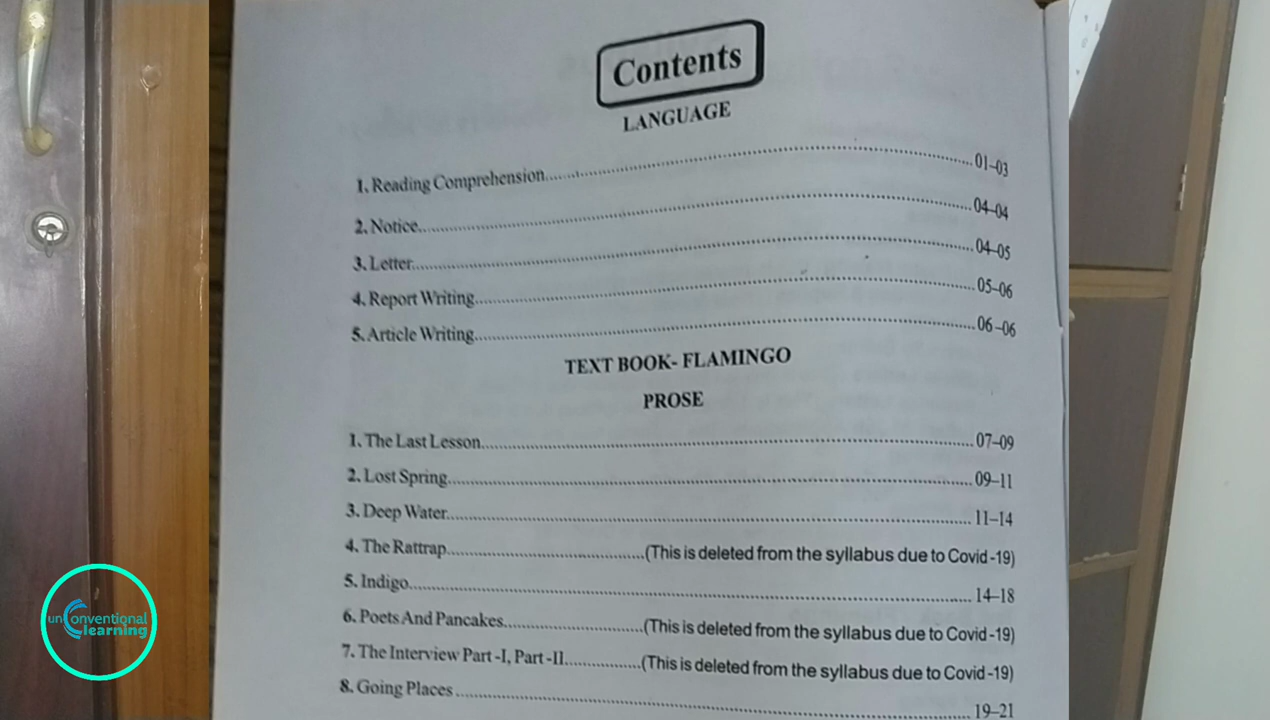 Contents
LANGUAGE
1. Reading Comprehension..........01–03
2. Notice..........04–04
3. Letter..........04–05
4. Report Writing..........05–06
5. Article Writing..........06–06
TEXT BOOK- FLAMINGO
PROSE
1. The Last Lesson..........07–09
2. Lost Spring..........09–11
3. Deep Water..........11–14
4. The Rattrap..........(This is deleted from the syllabus due to Covid -19)
5. Indigo..........14–18
6. Poets And Pancakes..........(This is deleted from the syllabus due to Covid -19)
7. The Interview Part -I, Part -II..........(This is deleted from the syllabus due to Covid -19)
8. Going Places..........19–21
unConventional
elearning